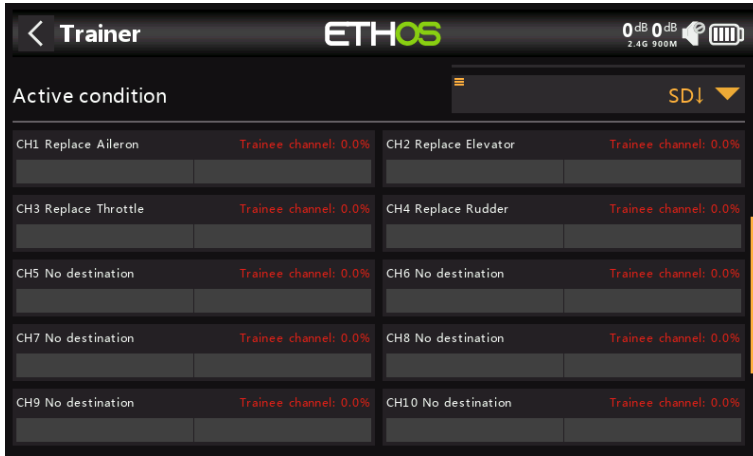 Trainer
ETHOS
0 dB 0 dB
2.4G 900M
Active condition
SD↓
CH1 Replace Aileron Trainee channel: 0.0%
CH2 Replace Elevator Trainee channel: 0.0%
CH3 Replace Throttle Trainee channel: 0.0%
CH4 Replace Rudder Trainee channel: 0.0%
CH5 No destination Trainee channel: 0.0%
CH6 No destination Trainee channel: 0.0%
CH7 No destination Trainee channel: 0.0%
CH8 No destination Trainee channel: 0.0%
CH9 No destination Trainee channel: 0.0%
CH10 No destination Trainee channel: 0.0%